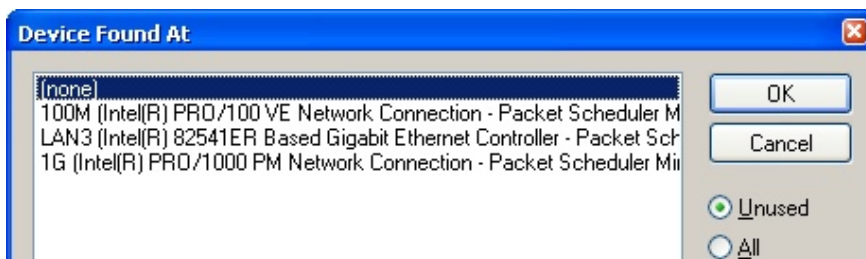 Device Found At
(none)
100M (Intel(R) PRO/100 VE Network Connection - Packet Scheduler M
LAN3 (Intel(R) 82541ER Based Gigabit Ethernet Controller - Packet Sch
1G (Intel(R) PRO/1000 PM Network Connection - Packet Scheduler Mi
OK
Cancel
Unused
All